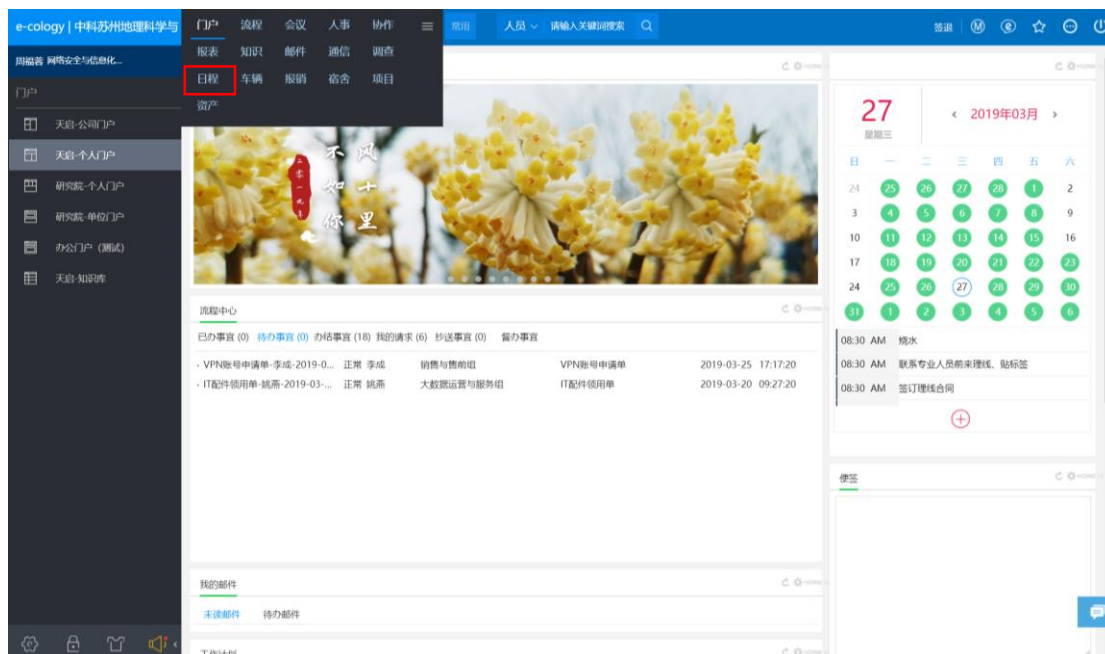 e-cology | 中科苏州地理科学与
门户 流程 会议 人事 协作 常用
人员 请输入关键词搜索
签退
报表 知识 邮件 通信 调查
日程 车辆 报销 宿舍 项目
资产
周福蓉 网络安全与信息化...
门户
天启-公司门户
天启-个人门户
研究院-个人门户
研究院-单位门户
办公门户 (测试)
天启-知识库
二零一九年
不如你
风十里
27
星期三
2019年03月
日 一 二 三 四 五 六
24 25 26 27 28 1 2
3 4 5 6 7 8 9
10 11 12 13 14 15 16
17 18 19 20 21 22 23
24 25 26 27 28 29 30
31 1 2 3 4 5 6
08:30 AM 烧水
08:30 AM 联系专业人员前来理线、贴标签
08:30 AM 签订理线合同
流程中心
已办事宜 (0) 待办事宜 (0) 办结事宜 (18) 我的请求 (6) 抄送事宜 (0) 督办事宜
· VPN账号申请单-李成-2019-0... 正常 李成 销售与售前组 VPN账号申请单 2019-03-25 17:17:20
· IT配件领用单-姚燕-2019-03-... 正常 姚燕 大数据运营与服务组 IT配件领用单 2019-03-20 09:27:20
便签
我的邮件
未读邮件 待办邮件
工作计划